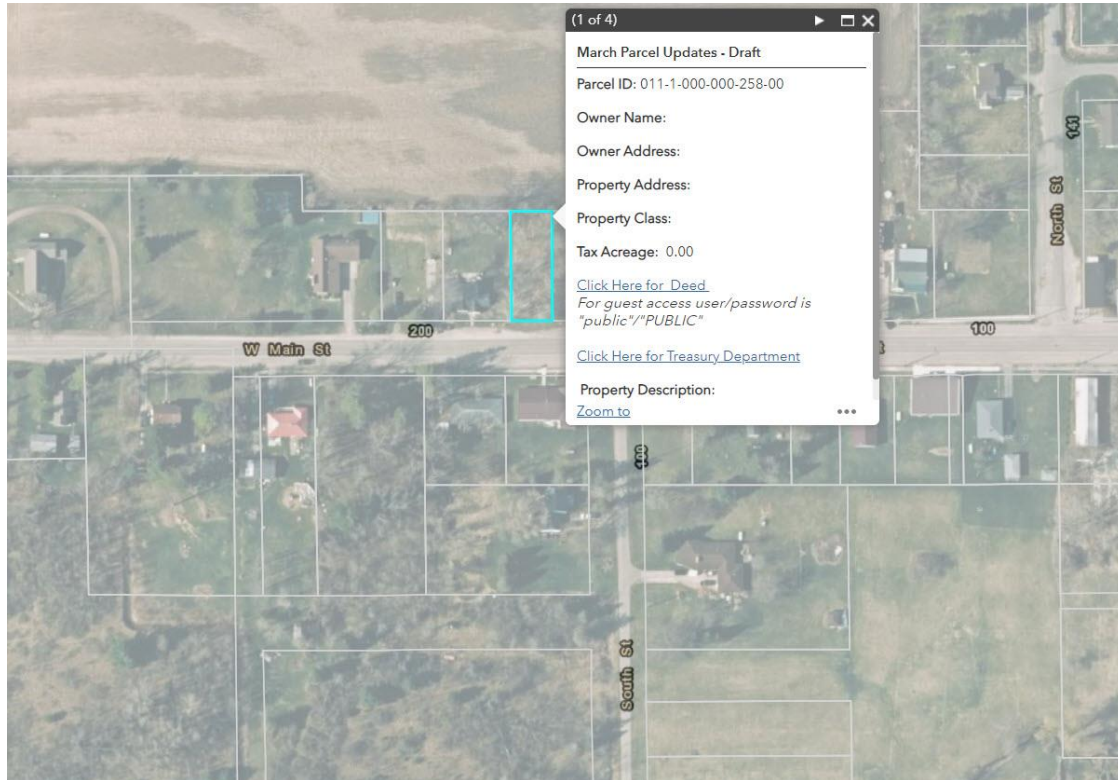 (1 of 4)
March Parcel Updates - Draft
Parcel ID: 011-1-000-000-258-00
Owner Name:
Owner Address:
Property Address:
Property Class:
Tax Acreage: 0.00
Click Here for Deed
For guest access user/password is
"public"/"PUBLIC"
Click Here for Treasury Department
Property Description:
Zoom to
141
North St
200
100
W Main St
South St